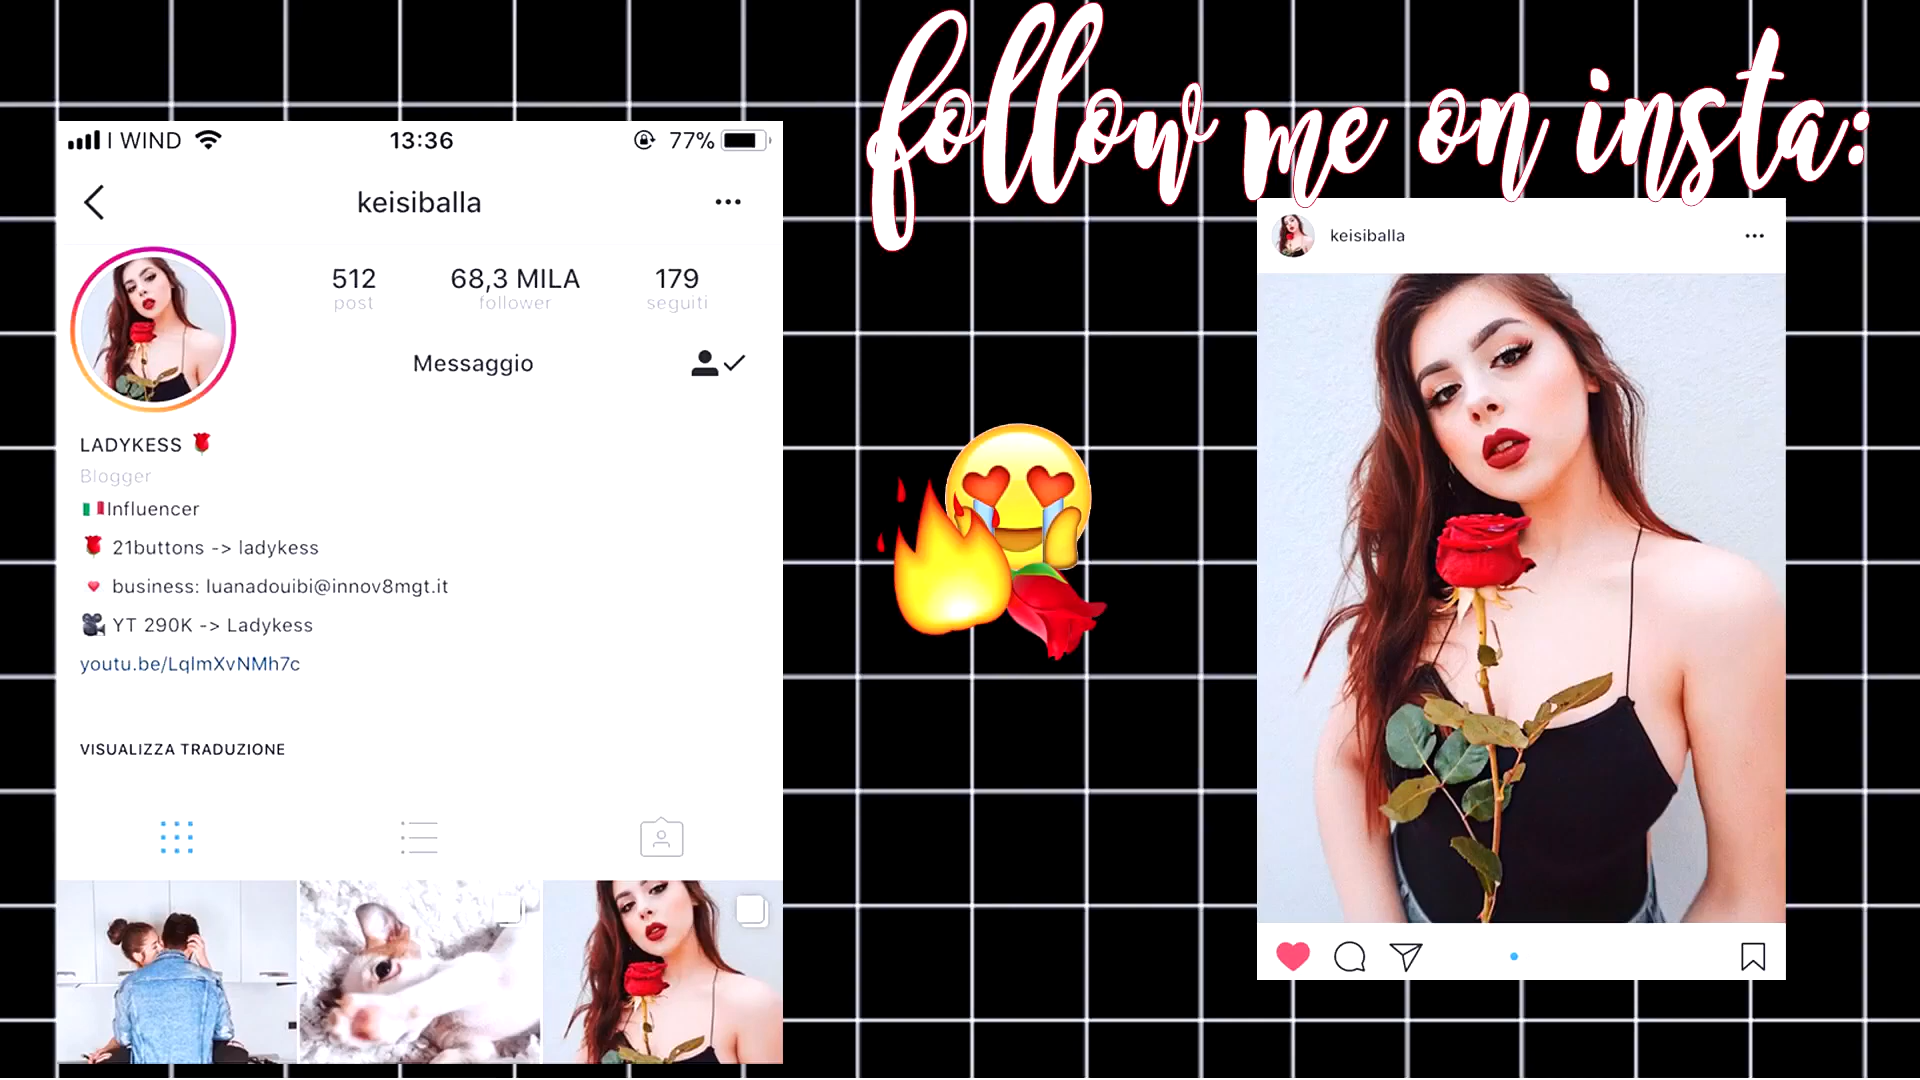 follow me on insta:
I WIND 13:36 77%
keisiballa
512 68,3 MILA 179
post follower seguiti
Messaggio
LADYKESS 🌹
Blogger
🇮🇹Influencer
🌹 21buttons -> ladykess
business: luanadouibi@innov8mgt.it
🎥 YT 290K -> Ladykess
youtu.be/LqlmXvNMh7c
VISUALIZZA TRADUZIONE
keisiballa